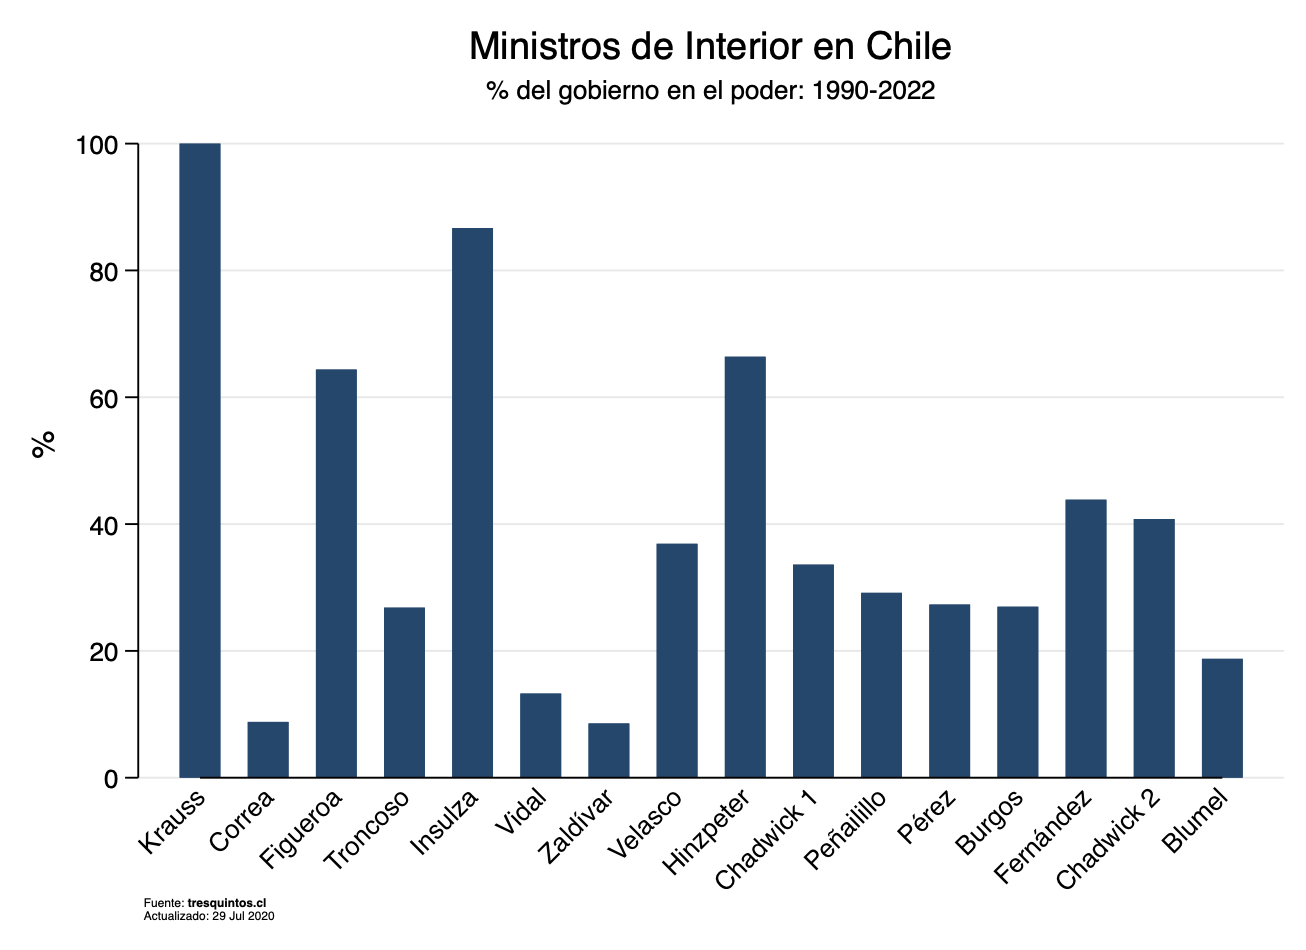 Ministros de Interior en Chile
% del gobierno en el poder: 1990-2022
100
80
60
40
20
0
%
Krauss
Correa
Figueroa
Troncoso
Insulza
Vidal
Zaldívar
Velasco
Hinzpeter
Chadwick 1
Peñailillo
Pérez
Burgos
Fernández
Chadwick 2
Blumel
Fuente: tresquintos.cl
Actualizado: 29 Jul 2020